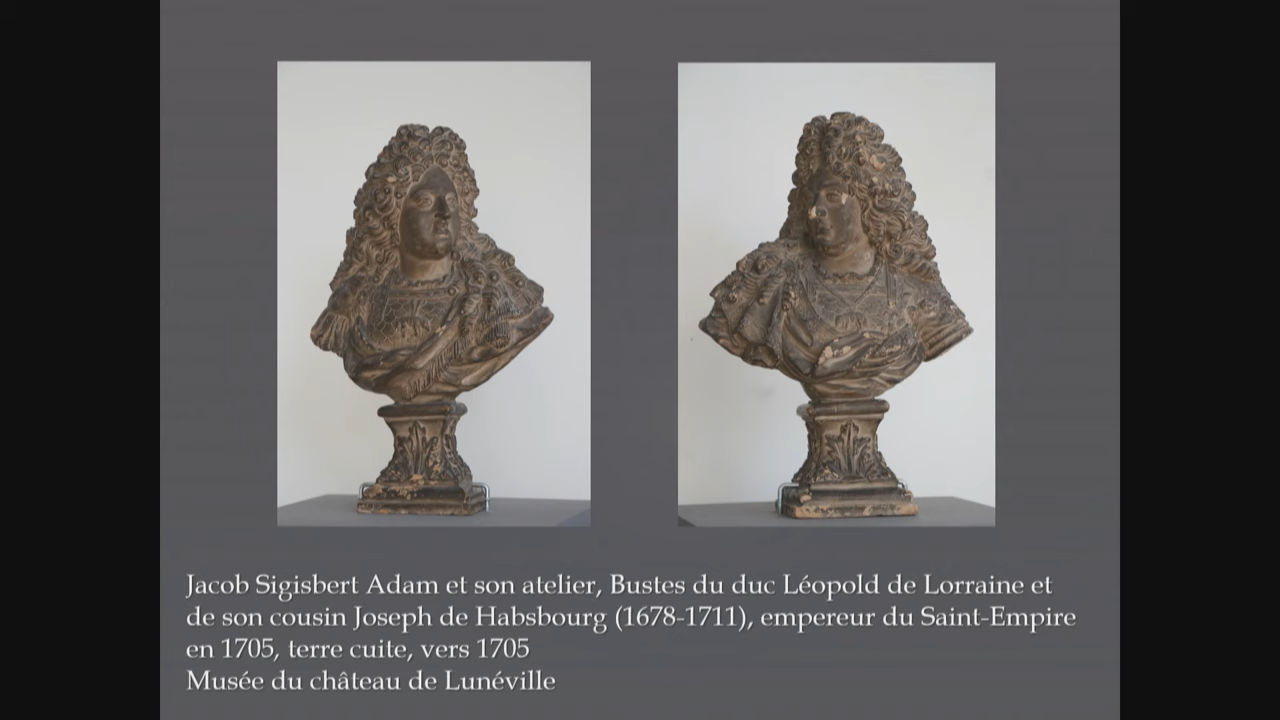 Jacob Sigisbert Adam et son atelier, Bustes du duc Léopold de Lorraine et
de son cousin Joseph de Habsbourg (1678-1711), empereur du Saint-Empire
en 1705, terre cuite, vers 1705
Musée du château de Lunéville